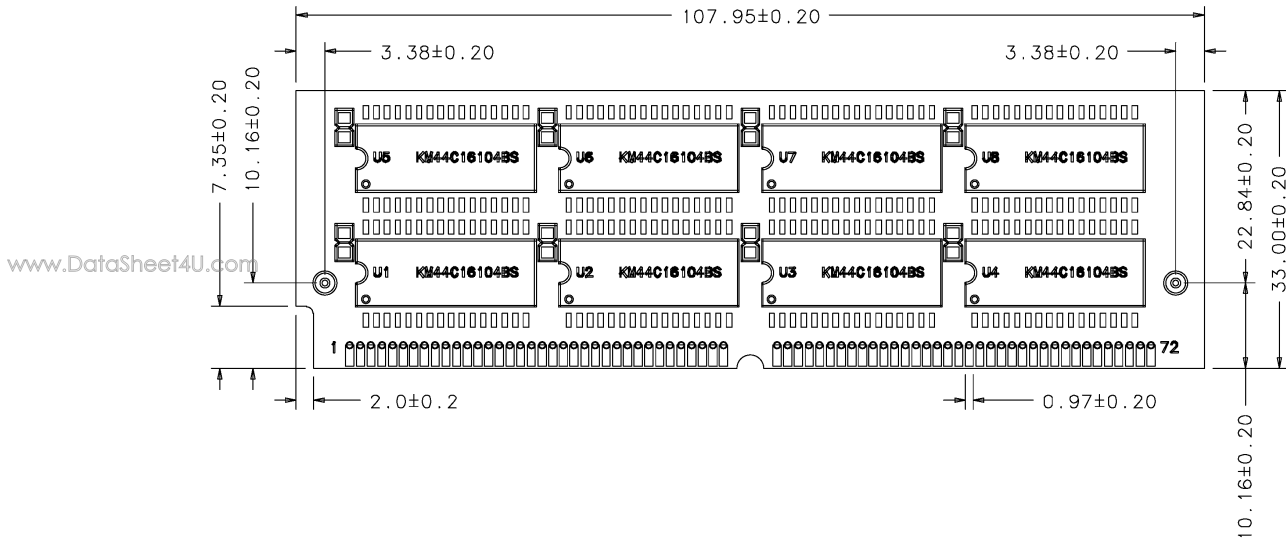 107.95±0.20
3.38±0.20
3.38±0.20
7.35±0.20
10.16±0.20
U5 KM44C16104BS
U6 KM44C16104BS
U7 KM44C16104BS
U8 KM44C16104BS
22.84±0.20
33.00±0.20
www.DataSheet4U.com
U1 KM44C16104BS
U2 KM44C16104BS
U3 KM44C16104BS
U4 KM44C16104BS
1
72
2.0±0.2
0.97±0.20
10.16±0.20